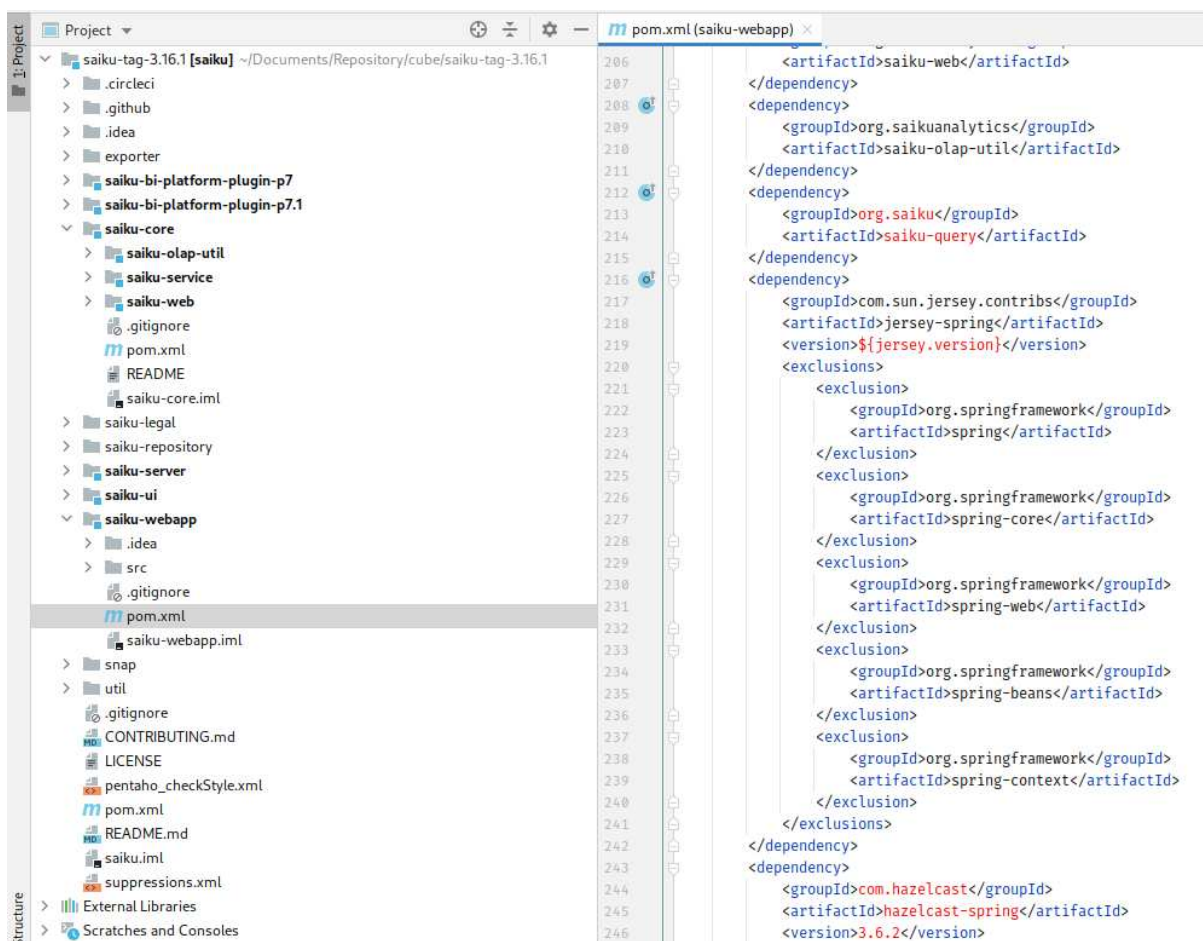 1: Project
Structure
Project
saiku-tag-3.16.1 [saiku] ~/Documents/Repository/cube/saiku-tag-3.16.1
.circleci
.github
.idea
exporter
saiku-bi-platform-plugin-p7
saiku-bi-platform-plugin-p7.1
saiku-core
saiku-olap-util
saiku-service
saiku-web
.gitignore
pom.xml
README
saiku-core.iml
saiku-legal
saiku-repository
saiku-server
saiku-ui
saiku-webapp
.idea
src
.gitignore
pom.xml
saiku-webapp.iml
snap
util
.gitignore
CONTRIBUTING.md
LICENSE
pentaho_checkStyle.xml
pom.xml
README.md
saiku.iml
suppressions.xml
External Libraries
Scratches and Consoles
pom.xml (saiku-webapp)
206 <artifactId>saiku-web</artifactId>
207 </dependency>
208 <dependency>
209 <groupId>org.saikuanalytics</groupId>
210 <artifactId>saiku-olap-util</artifactId>
211 </dependency>
212 <dependency>
213 <groupId>org.saiku</groupId>
214 <artifactId>saiku-query</artifactId>
215 </dependency>
216 <dependency>
217 <groupId>com.sun.jersey.contribs</groupId>
218 <artifactId>jersey-spring</artifactId>
219 <version>${jersey.version}</version>
220 <exclusions>
221 <exclusion>
222 <groupId>org.springframework</groupId>
223 <artifactId>spring</artifactId>
224 </exclusion>
225 <exclusion>
226 <groupId>org.springframework</groupId>
227 <artifactId>spring-core</artifactId>
228 </exclusion>
229 <exclusion>
230 <groupId>org.springframework</groupId>
231 <artifactId>spring-web</artifactId>
232 </exclusion>
233 <exclusion>
234 <groupId>org.springframework</groupId>
235 <artifactId>spring-beans</artifactId>
236 </exclusion>
237 <exclusion>
238 <groupId>org.springframework</groupId>
239 <artifactId>spring-context</artifactId>
240 </exclusion>
241 </exclusions>
242 </dependency>
243 <dependency>
244 <groupId>com.hazelcast</groupId>
245 <artifactId>hazelcast-spring</artifactId>
246 <version>3.6.2</version>